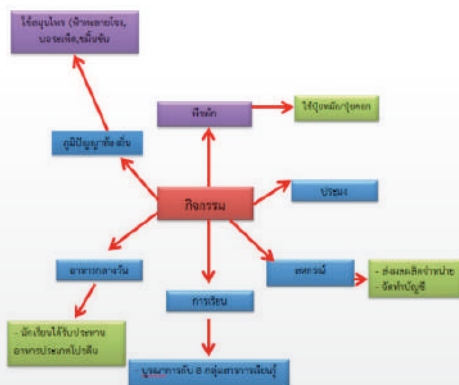 ใช้สมุนไพร (ฟ้าทะลายโจร,
บอระเพ็ด,ขมิ้นชัน
พืชผัก
ใช้ปุ๋ยหมัก/ปุ๋ยคอก
ภูมิปัญญาท้องถิ่น
ประมง
กิจกรรม
อาหารกลางวัน
สหกรณ์
- ส่งผลผลิตจำหน่าย
- จัดทำบัญชี
การเรียน
- นักเรียนได้รับประทาน
อาหารประเภทโปรตีน
- บูรณาการกับ 8 กลุ่มสาระการเรียนรู้